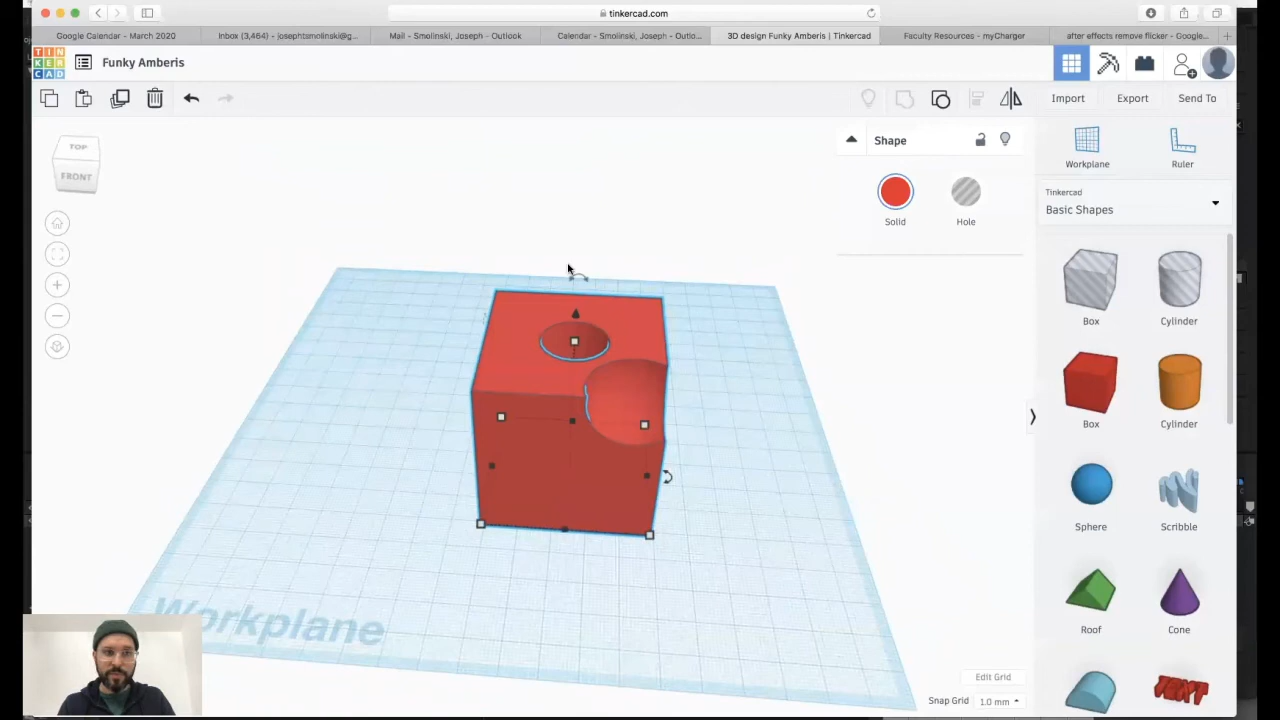 tinkercad.com
Google Calendar - March 2020
Inbox (3,464) - josephtsmolinski@g...
Mail - Smolinski, Joseph - Outlook
Calendar - Smolinski, Joseph - Outlo...
3D design Funky Amberis | Tinkercad
Faculty Resources - myCharger
after effects remove flicker - Google...
TIN
KER
CAD
Funky Amberis
Import
Export
Send To
TOP
FRONT
Shape
Solid
Hole
Workplane
Ruler
Tinkercad
Basic Shapes
Box
Cylinder
Box
Cylinder
Sphere
Scribble
Roof
Cone
TEXT
Workplane
Edit Grid
Snap Grid
1.0 mm